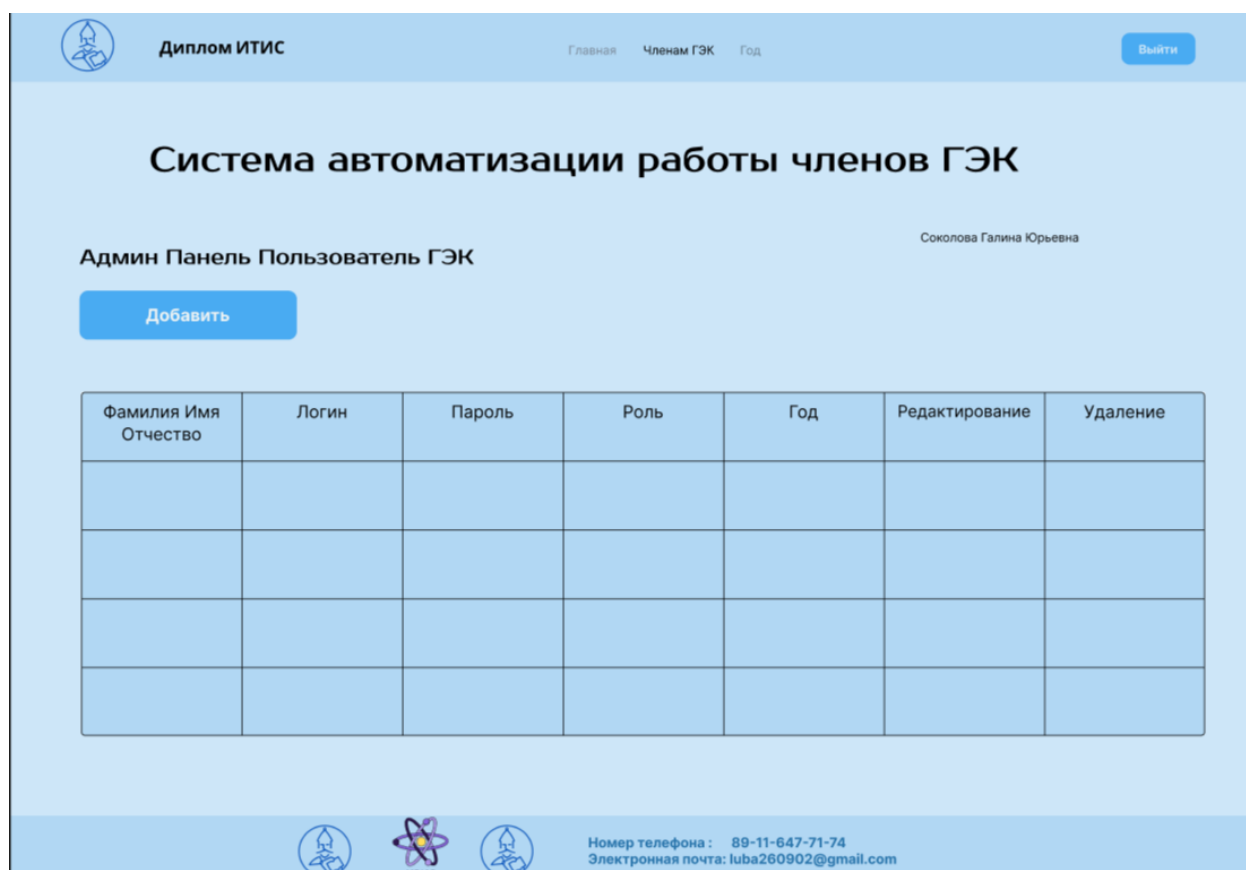 Диплом ИТИС
Главная Членам ГЭК Год
Выйти
Система автоматизации работы членов ГЭК
Соколова Галина Юрьевна
Админ Панель Пользователь ГЭК
Добавить
Фамилия Имя
Отчество
Логин
Пароль
Роль
Год
Редактирование
Удаление
Номер телефона : 89-11-647-71-74
Электронная почта: luba260902@gmail.com